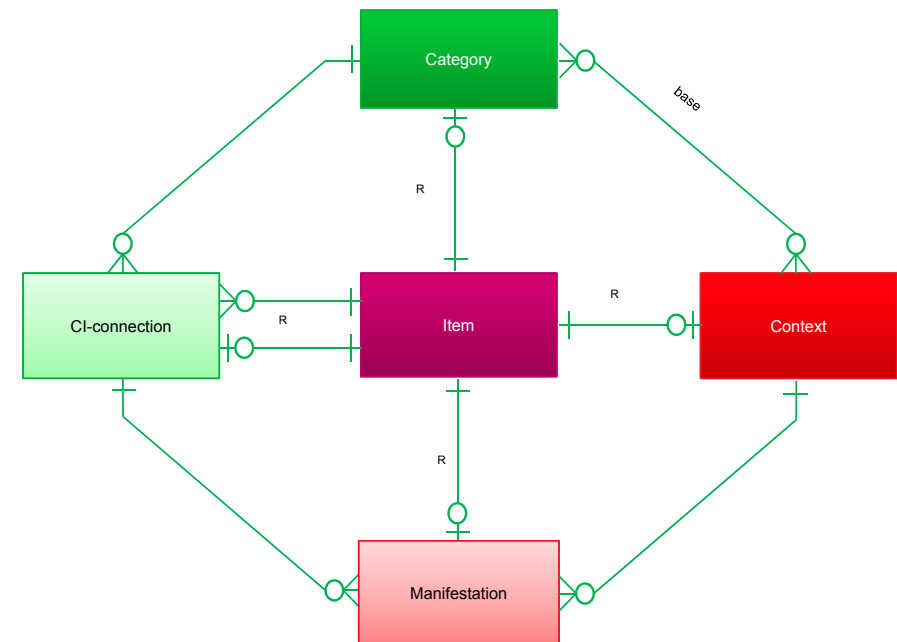 Category
base
R
R
CI-connection
R
Item
Context
R
Manifestation